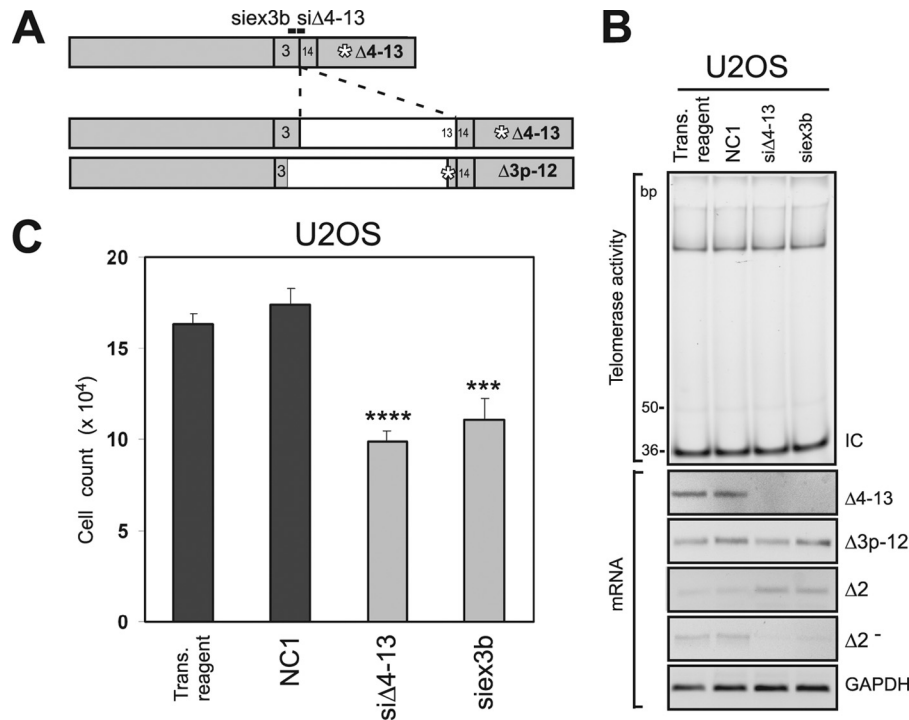 A
siex3b siΔ4-13
3 14 Δ4-13
3 13 14 Δ4-13
3 14 Δ3p-12
B
U2OS
Trans. reagent
NC1
siΔ4-13
siex3b
Telomerase activity
bp
50-
36-
IC
mRNA
Δ4-13
Δ3p-12
Δ2
Δ2 -
GAPDH
C
U2OS
Cell count (x 10⁴)
20
15
10
5
0
****
***
Trans. reagent
NC1
siΔ4-13
siex3b